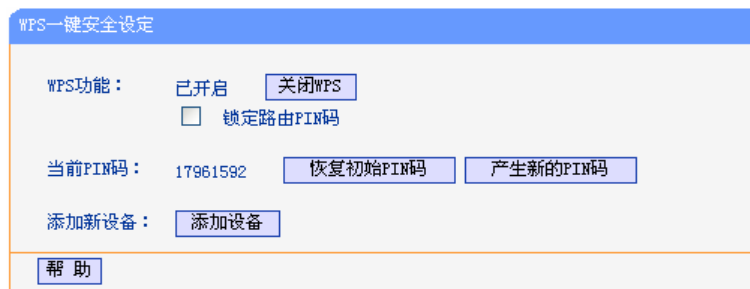 WPS一键安全设定
WPS功能： 已开启 关闭WPS
锁定路由PIN码
当前PIN码： 17961592 恢复初始PIN码 产生新的PIN码
添加新设备： 添加设备
帮 助